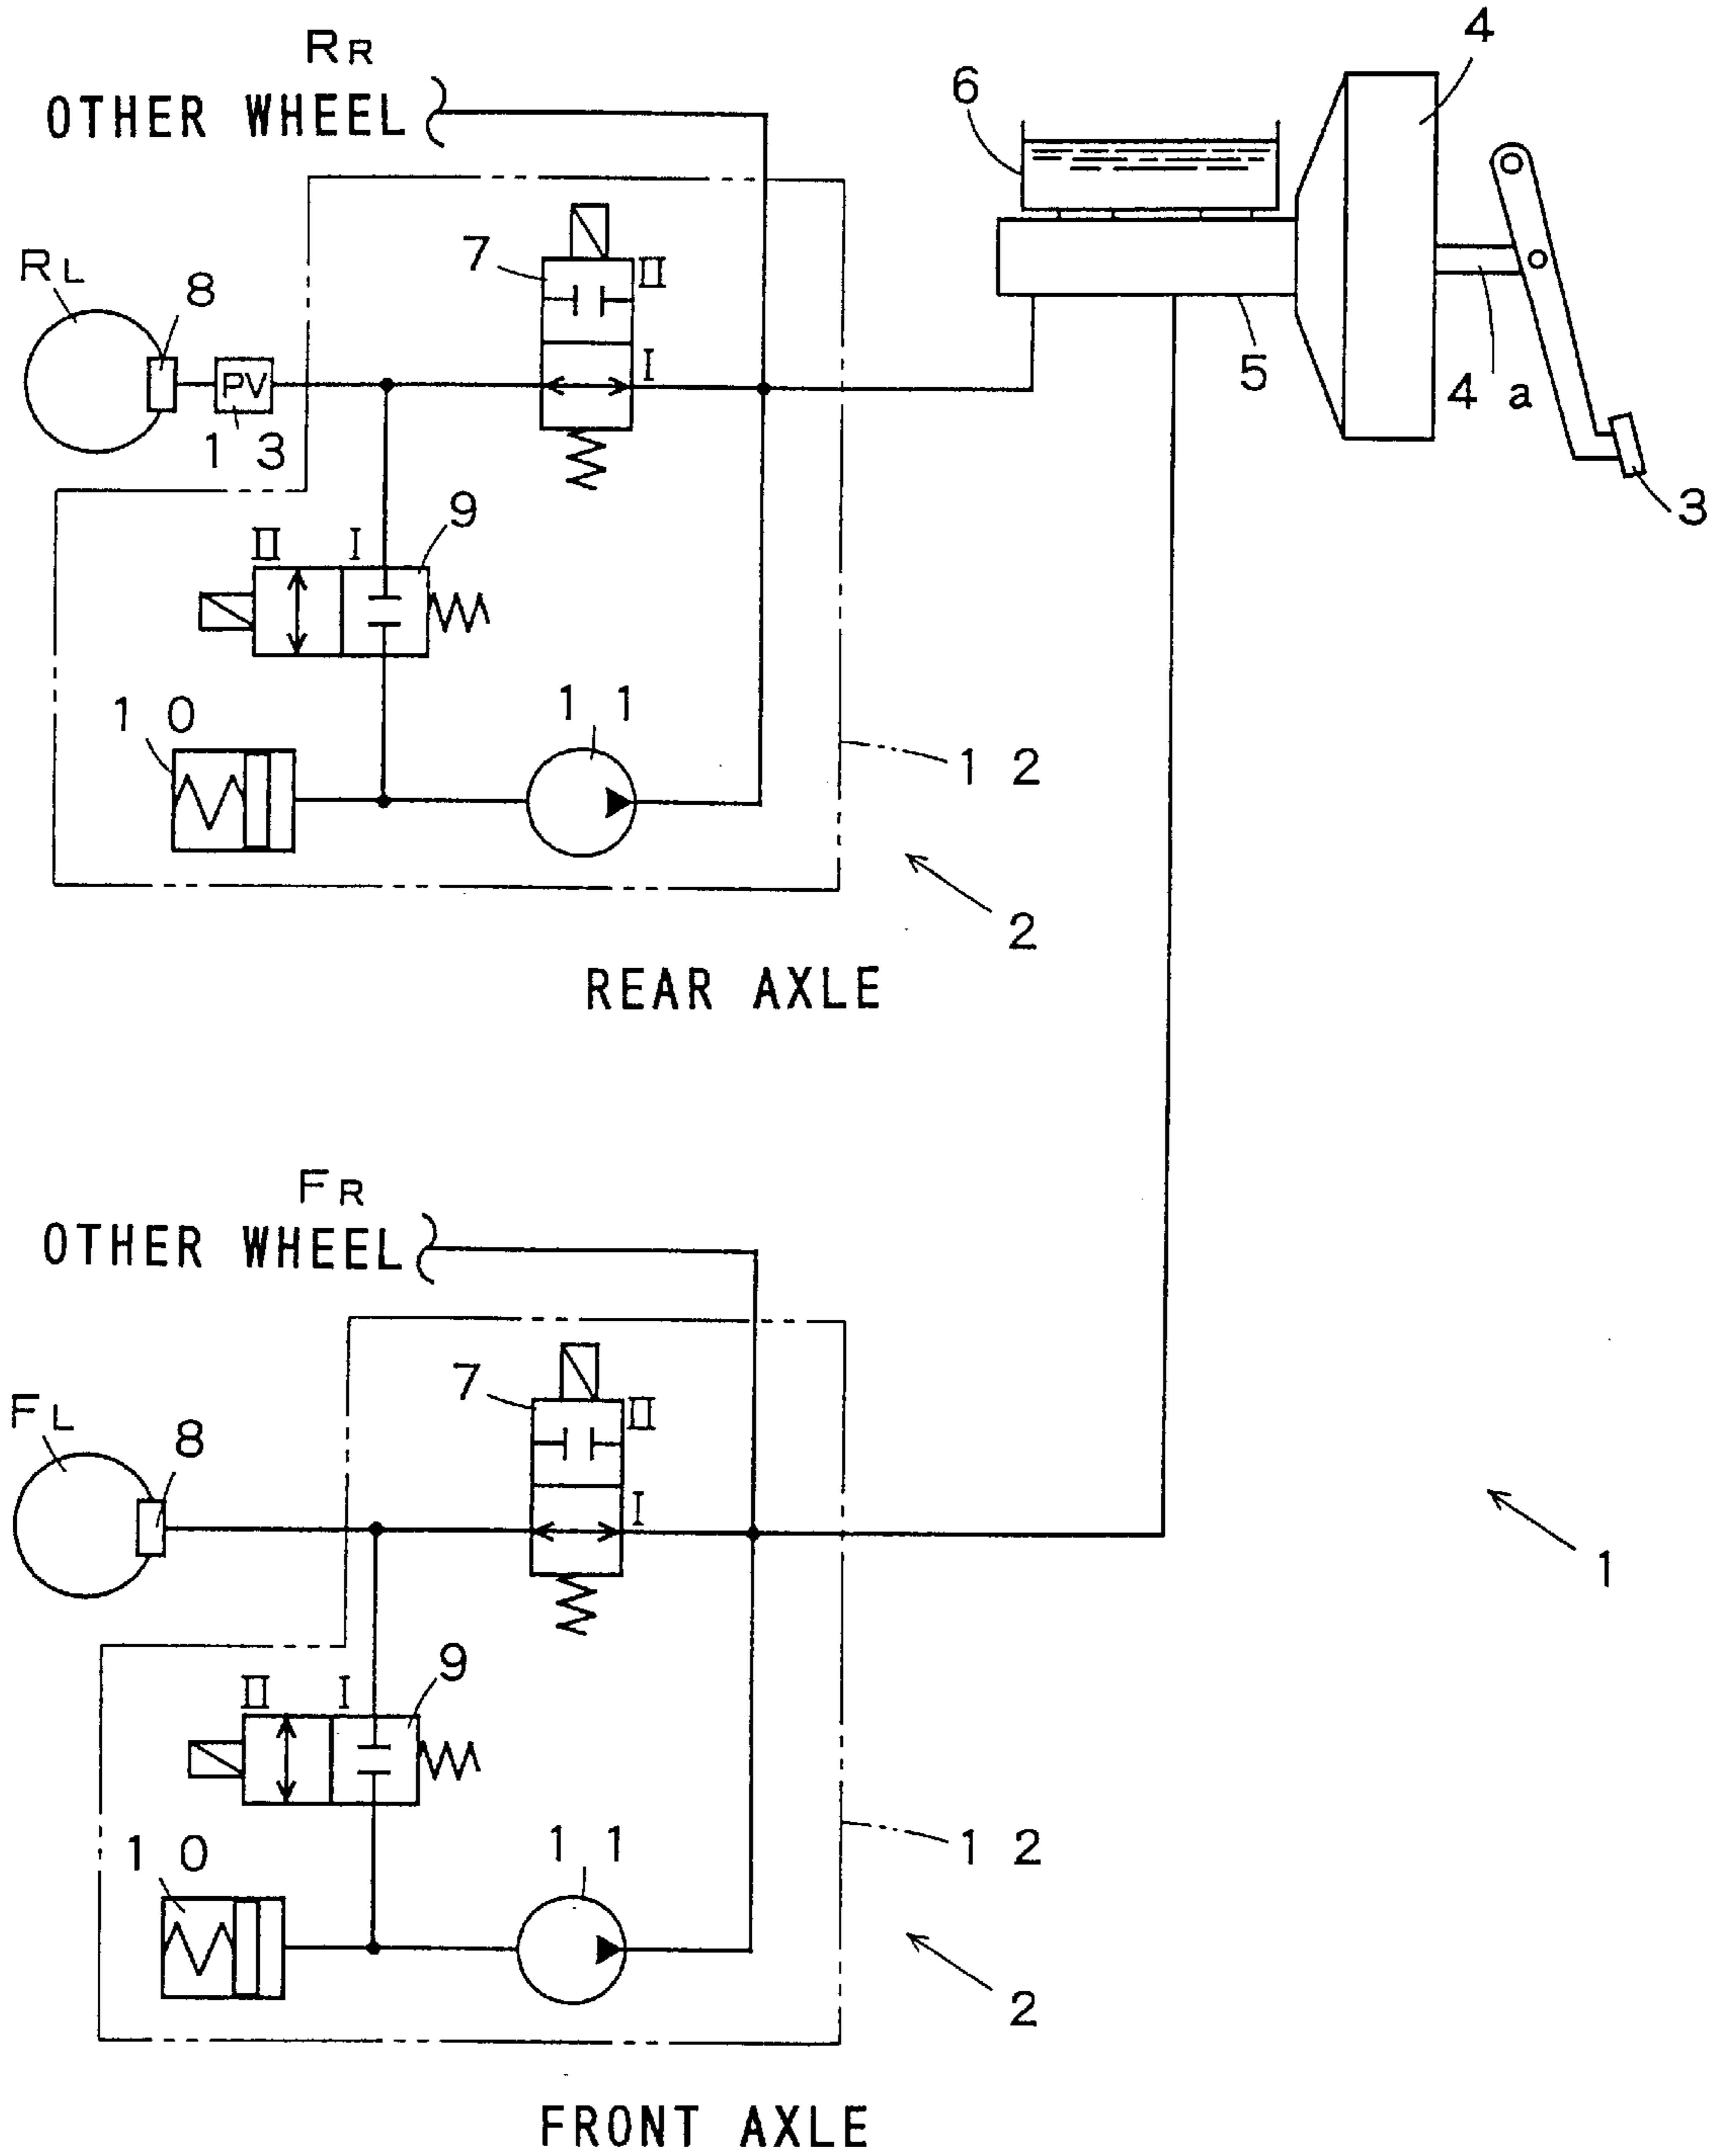 RR
OTHER WHEEL
4
6
7
II
RL
8
I
PV
5
4a
13
3
9
II I
10
11
12
2
REAR AXLE
FR
OTHER WHEEL
7
II
FL
8
I
1
9
II I
10
11
12
2
FRONT AXLE